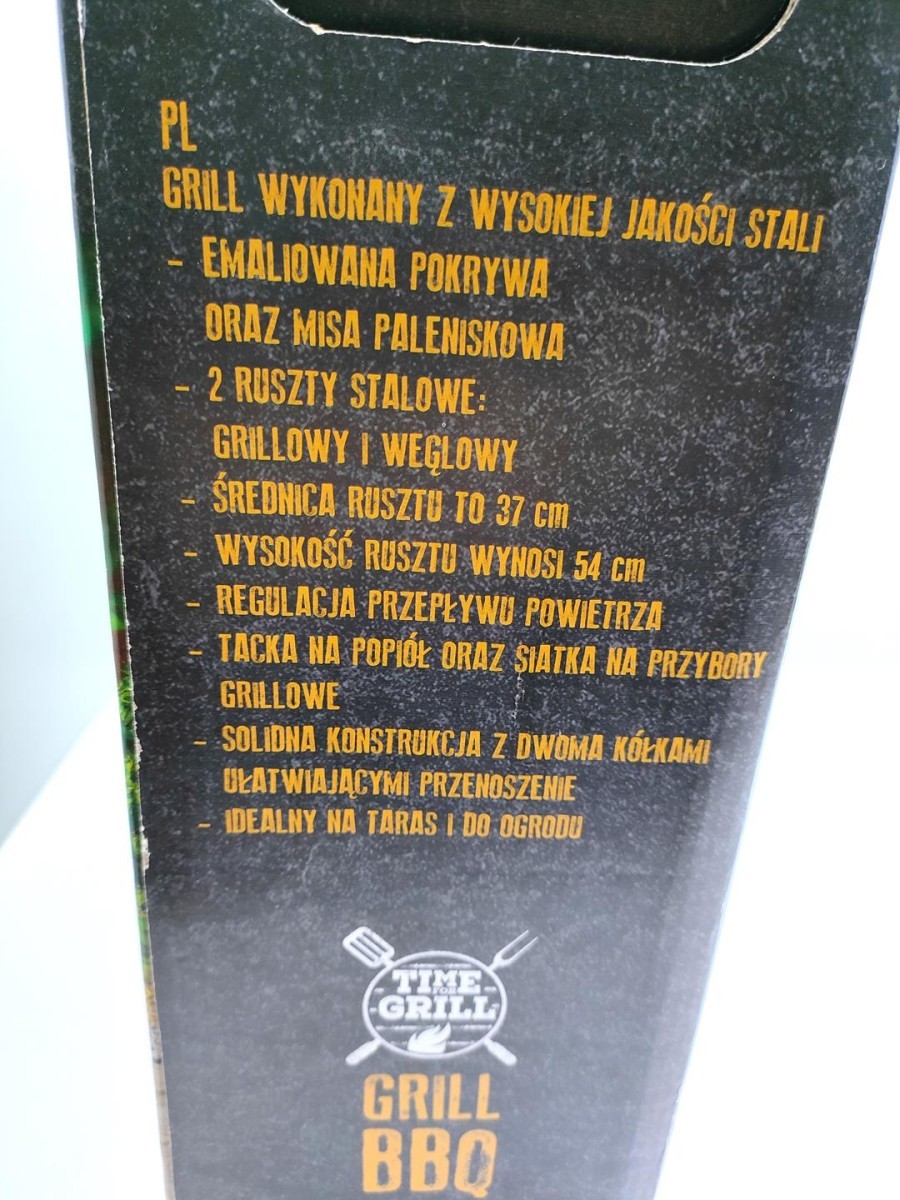 PL
GRILL WYKONANY Z WYSOKIEJ JAKOŚCI STALI
- EMALIOWANA POKRYWA
ORAZ MISA PALENISKOWA
- 2 RUSZTY STALOWE:
GRILLOWY I WĘGLOWY
- ŚREDNICA RUSZTU TO 37 cm
- WYSOKOŚĆ RUSZTU WYNOSI 54 cm
- REGULACJA PRZEPŁYWU POWIETRZA
- TACKA NA POPIÓŁ ORAZ SIATKA NA PRZYBORY
GRILLOWE
- SOLIDNA KONSTRUKCJA Z DWOMA KÓŁKAMI
UŁATWIAJĄCYMI PRZENOSZENIE
- IDEALNY NA TARAS I DO OGRODU
TIME
FOR
GRILL
GRILL
BBQ